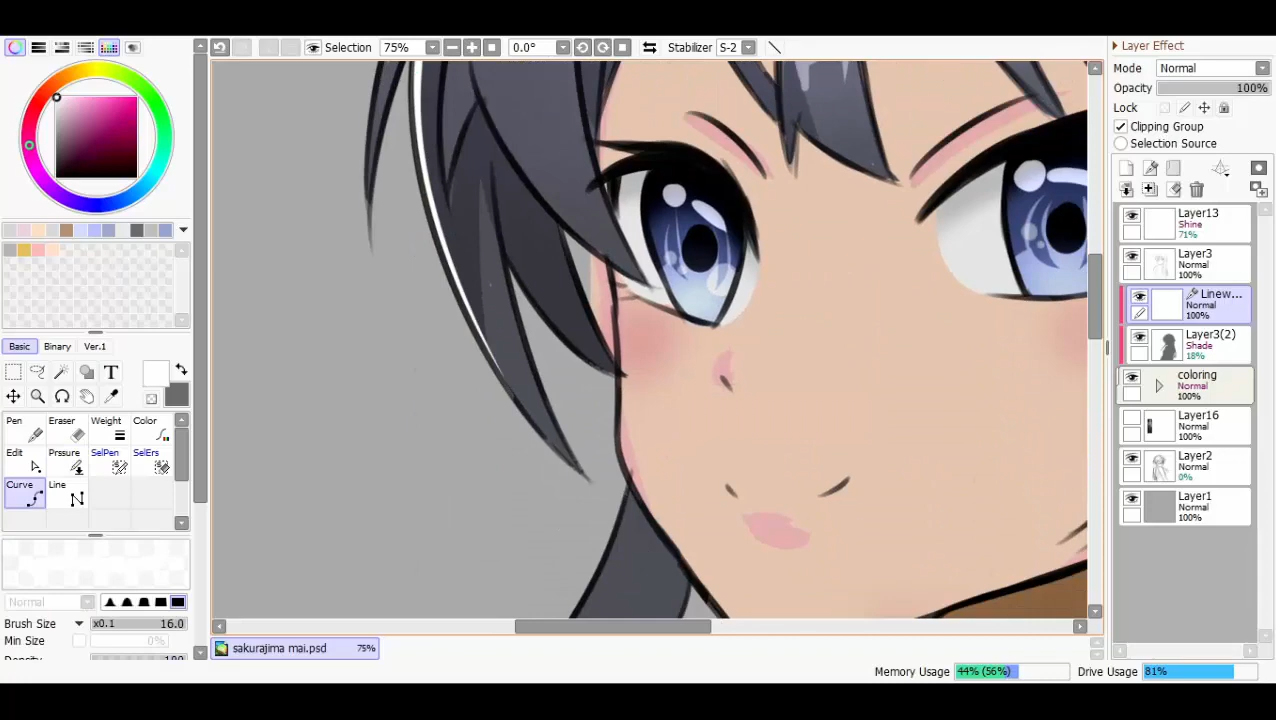 Selection 75% 0.0° Stabilizer S-2
Layer Effect
Mode Normal
Opacity 100%
Lock
Clipping Group
Selection Source
Layer13
Shine
71%
Layer3
Normal
100%
Linew...
Normal
100%
Layer3(2)
Shade
18%
coloring
Normal
100%
Layer16
Normal
100%
Layer2
Normal
0%
Layer1
Normal
100%
Basic Binary Ver.1
T
Pen Eraser Weight Color
Edit Prssure SelPen SelErs
Curve Line
Normal
Brush Size x0.1 16.0
Min Size 0%
sakurajima mai.psd 75%
Memory Usage 44% (56%) Drive Usage 81%